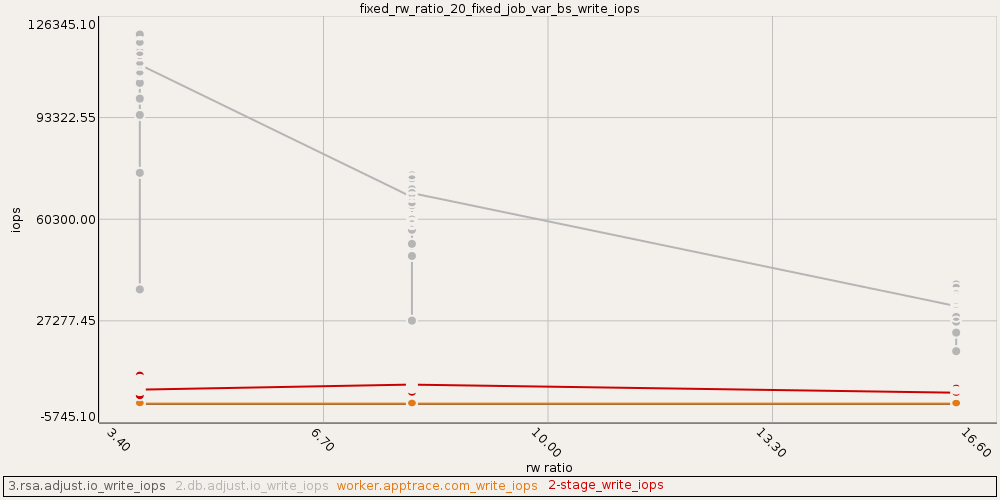 fixed_rw_ratio_20_fixed_job_var_bs_write_iops
126345.10
93322.55
60300.00
27277.45
-5745.10
iops
3.40
6.70
10.00
13.30
16.60
rw ratio
3.rsa.adjust.io_write_iops 2.db.adjust.io_write_iops worker.apptrace.com_write_iops 2-stage_write_iops